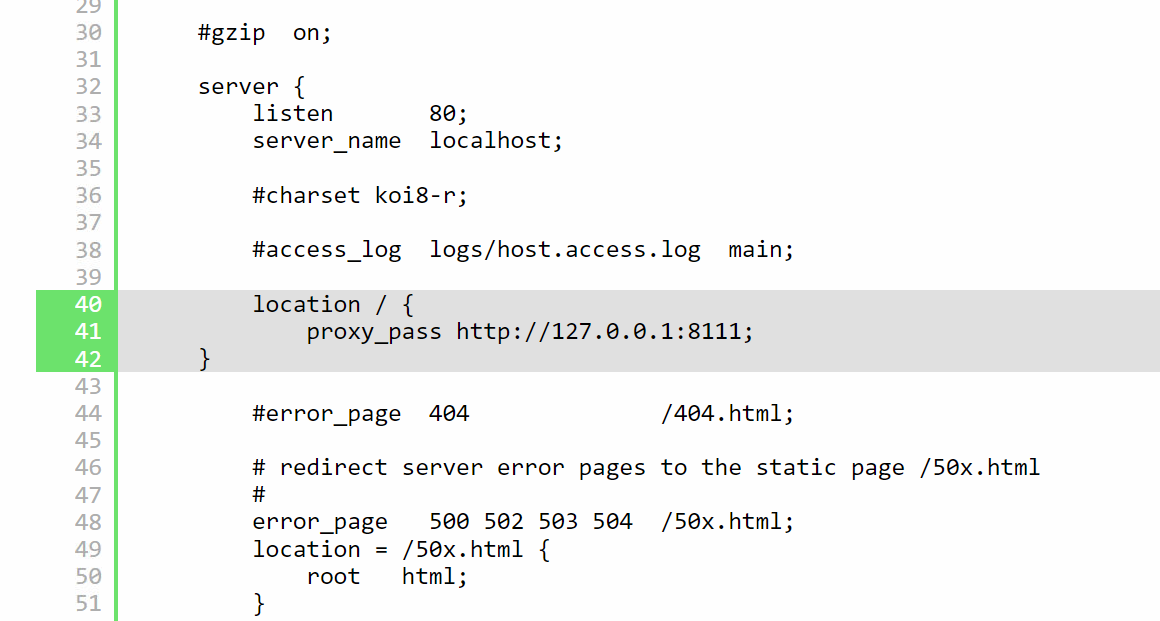 29
30 #gzip  on;
31
32 server {
33     listen       80;
34     server_name  localhost;
35
36     #charset koi8-r;
37
38     #access_log  logs/host.access.log  main;
39
40     location / {
41         proxy_pass http://127.0.0.1:8111;
42 }
43
44     #error_page  404              /404.html;
45
46     # redirect server error pages to the static page /50x.html
47     #
48     error_page   500 502 503 504  /50x.html;
49     location = /50x.html {
50         root   html;
51     }